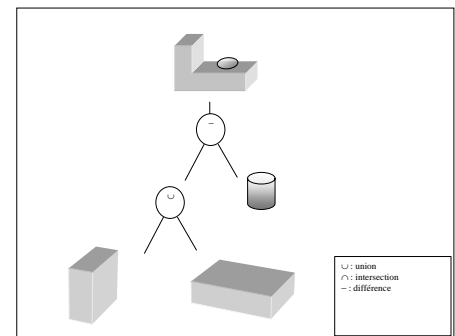 –
∪
∪ : union
∩ : intersection
– : différence